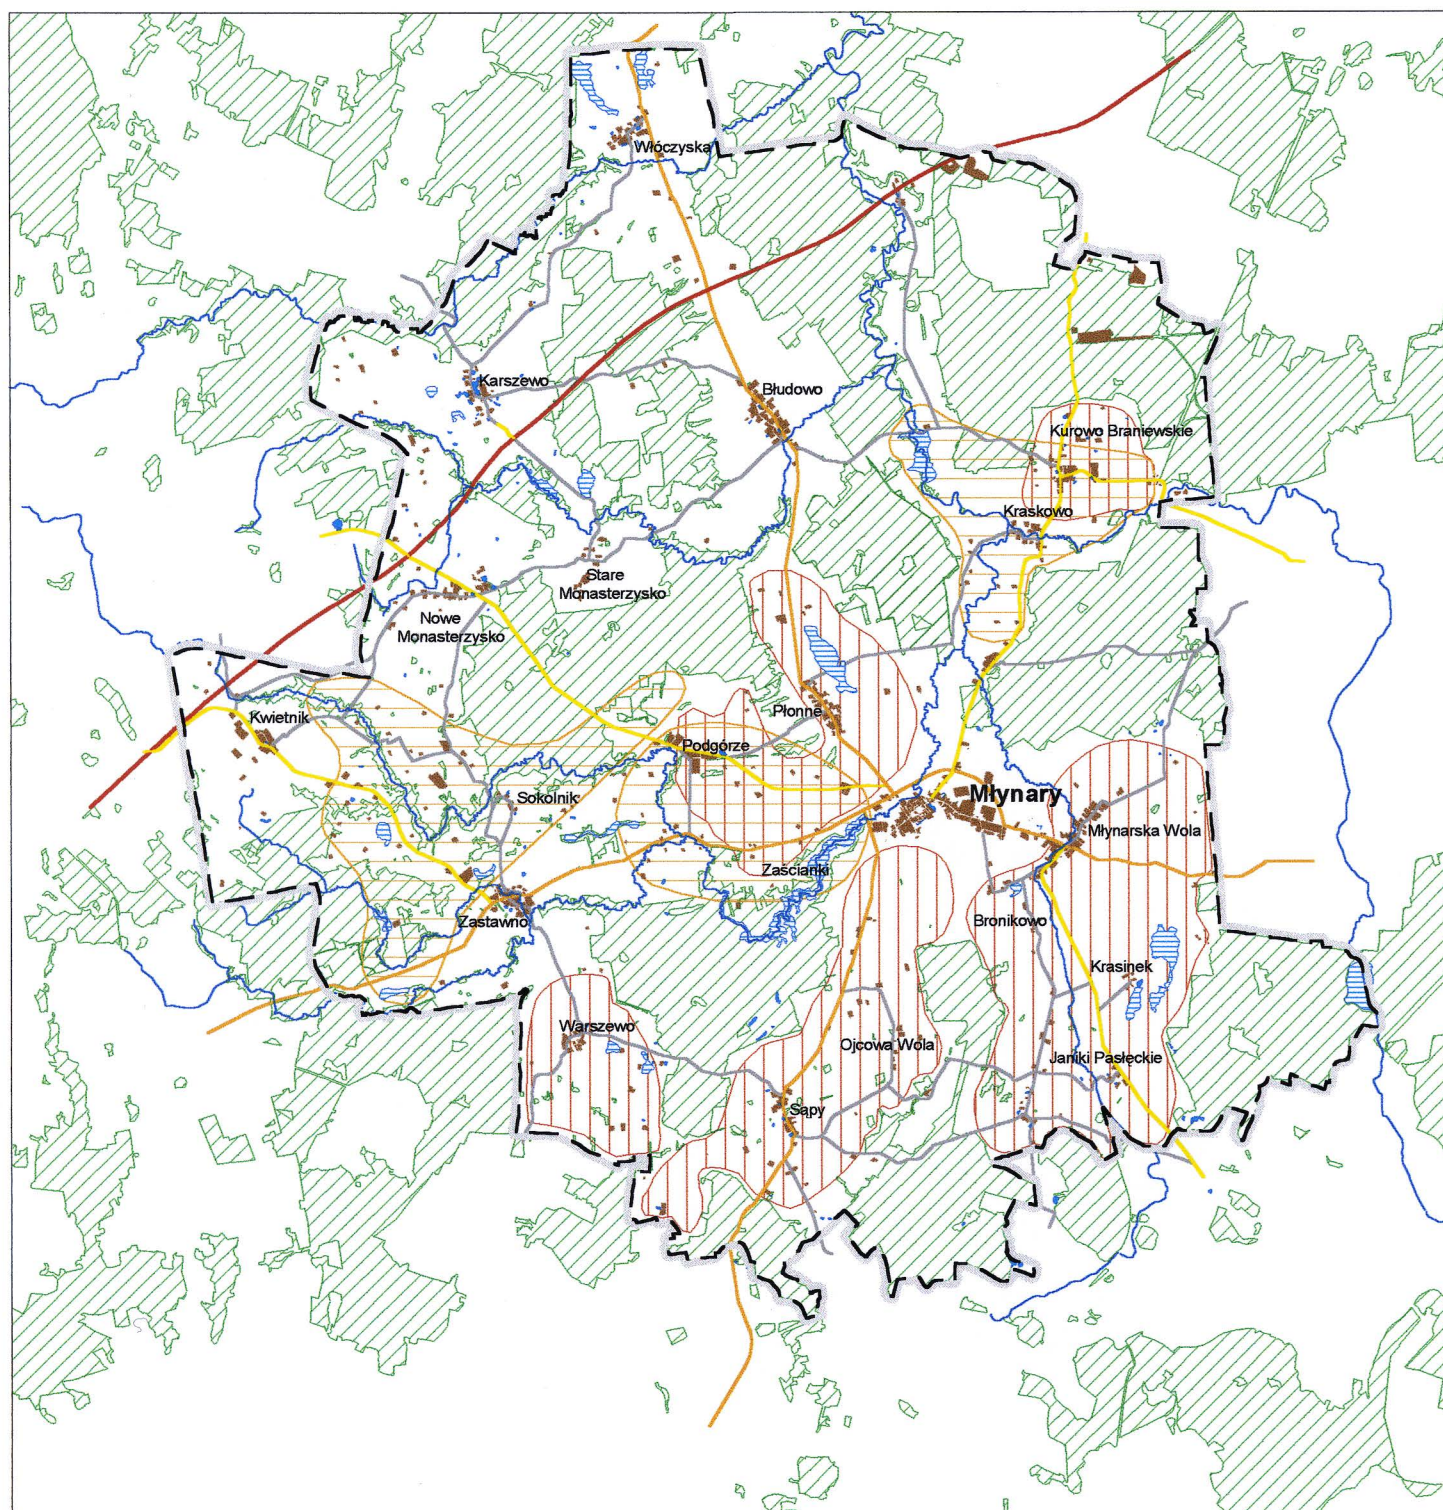 Włóczyska
Karszewo
Błudowo
Kurowo Braniewskie
Kraskowo
Stare
Monasterzysko
Nowe
Monasterzysko
Kwietnik
Płonne
Podgórze
Sokolnik
Młynary
Młynarska Wola
Zaścianki
Zastawno
Bronikowo
Krasinek
Warszewo
Ojcowa Wola
Janiki Pasłęckie
Sąpy